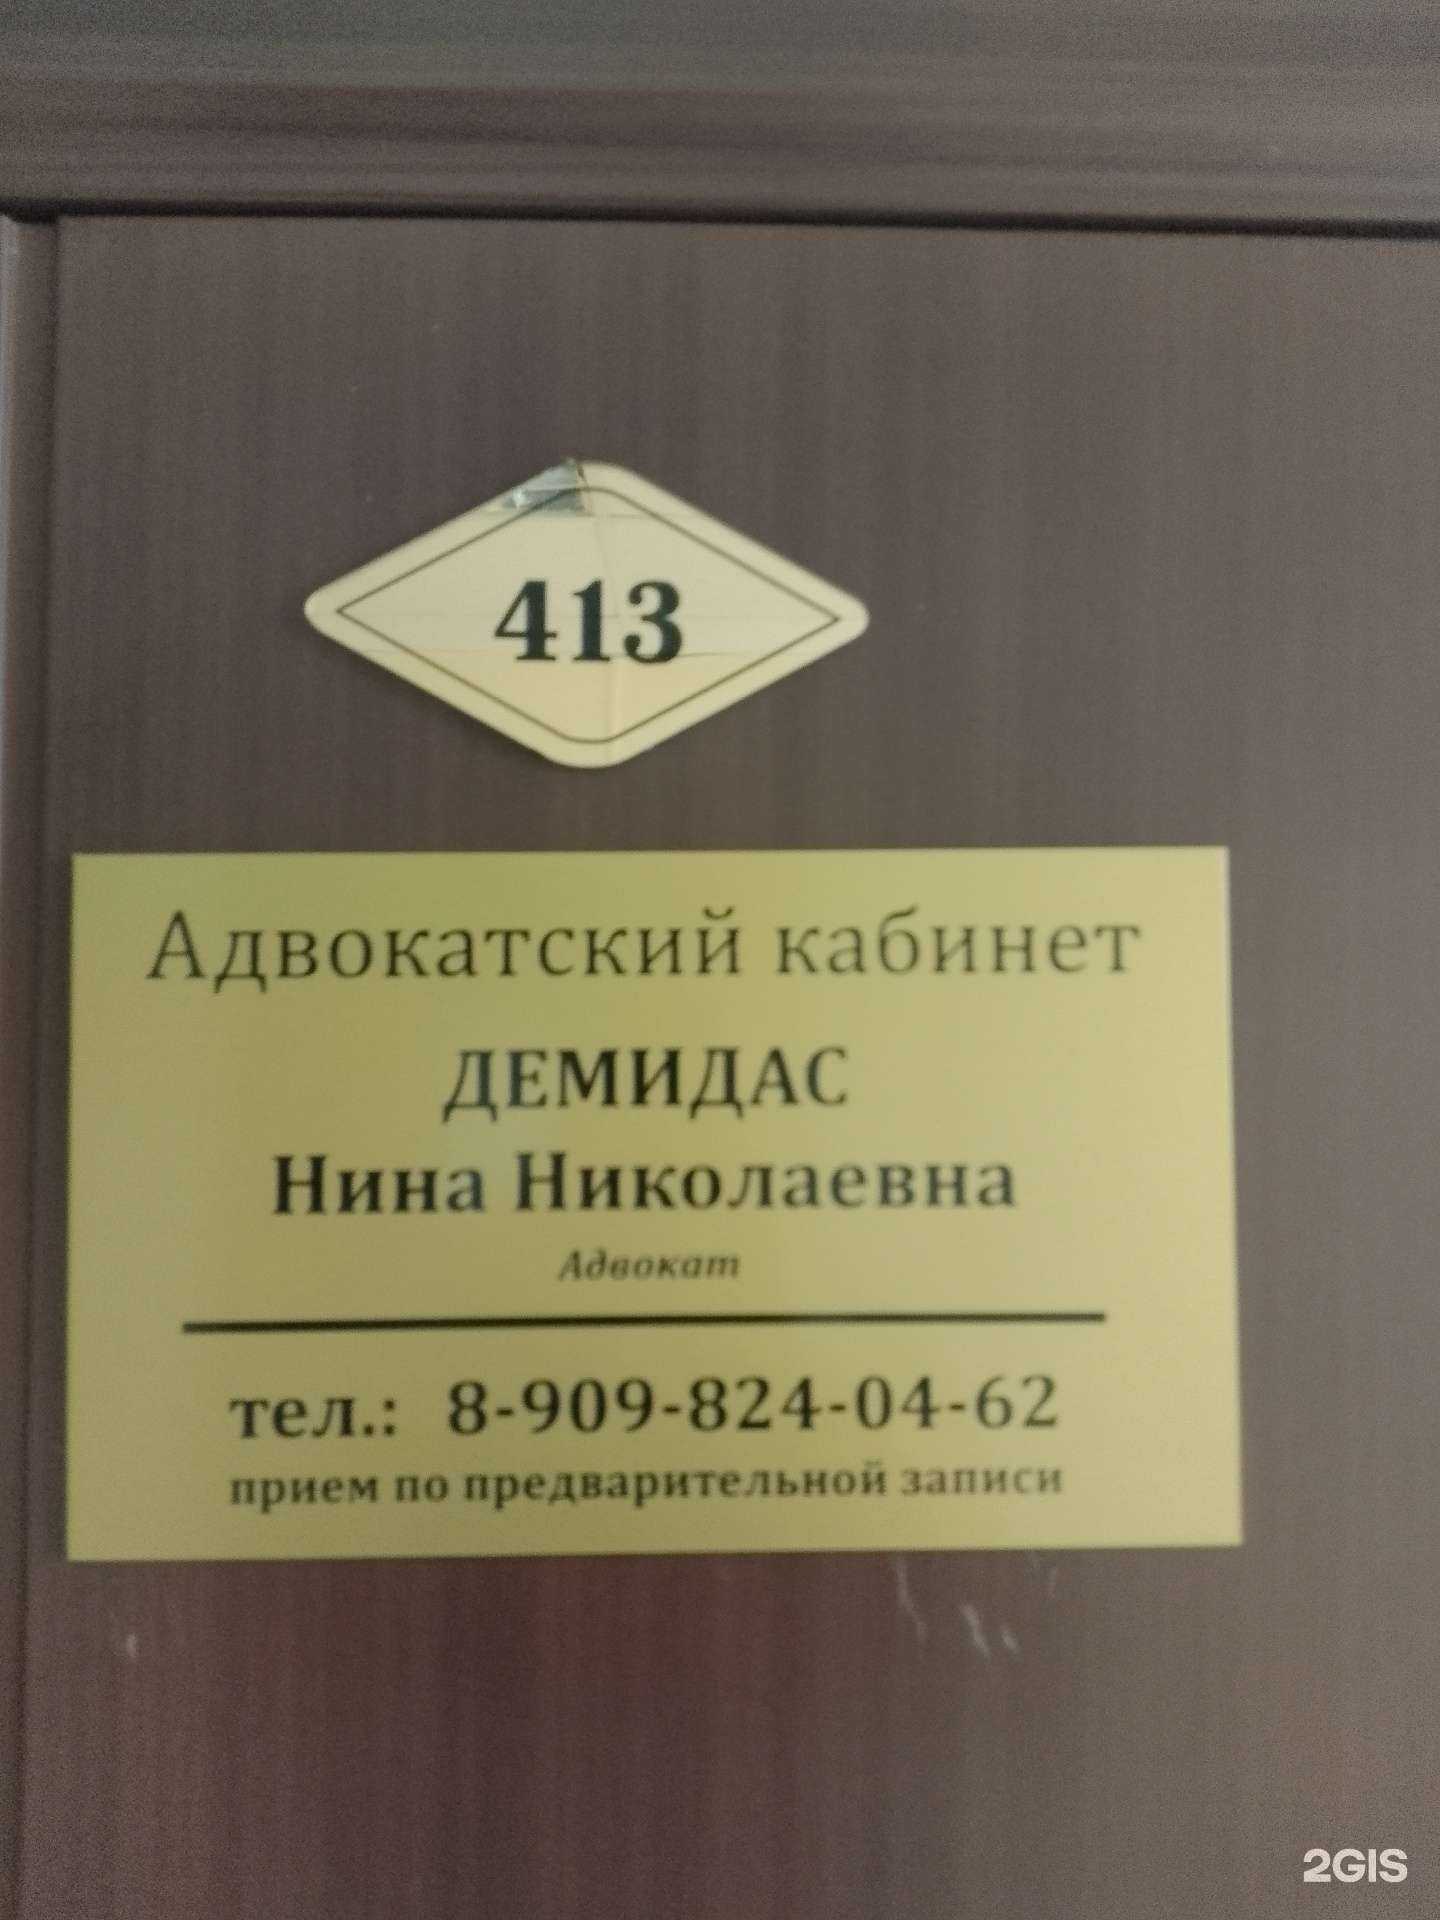 413
Адвокатский кабинет
ДЕМИДАС
Нина Николаевна
Адвокат
тел.: 8-909-824-04-62
прием по предварительной записи
2GIS